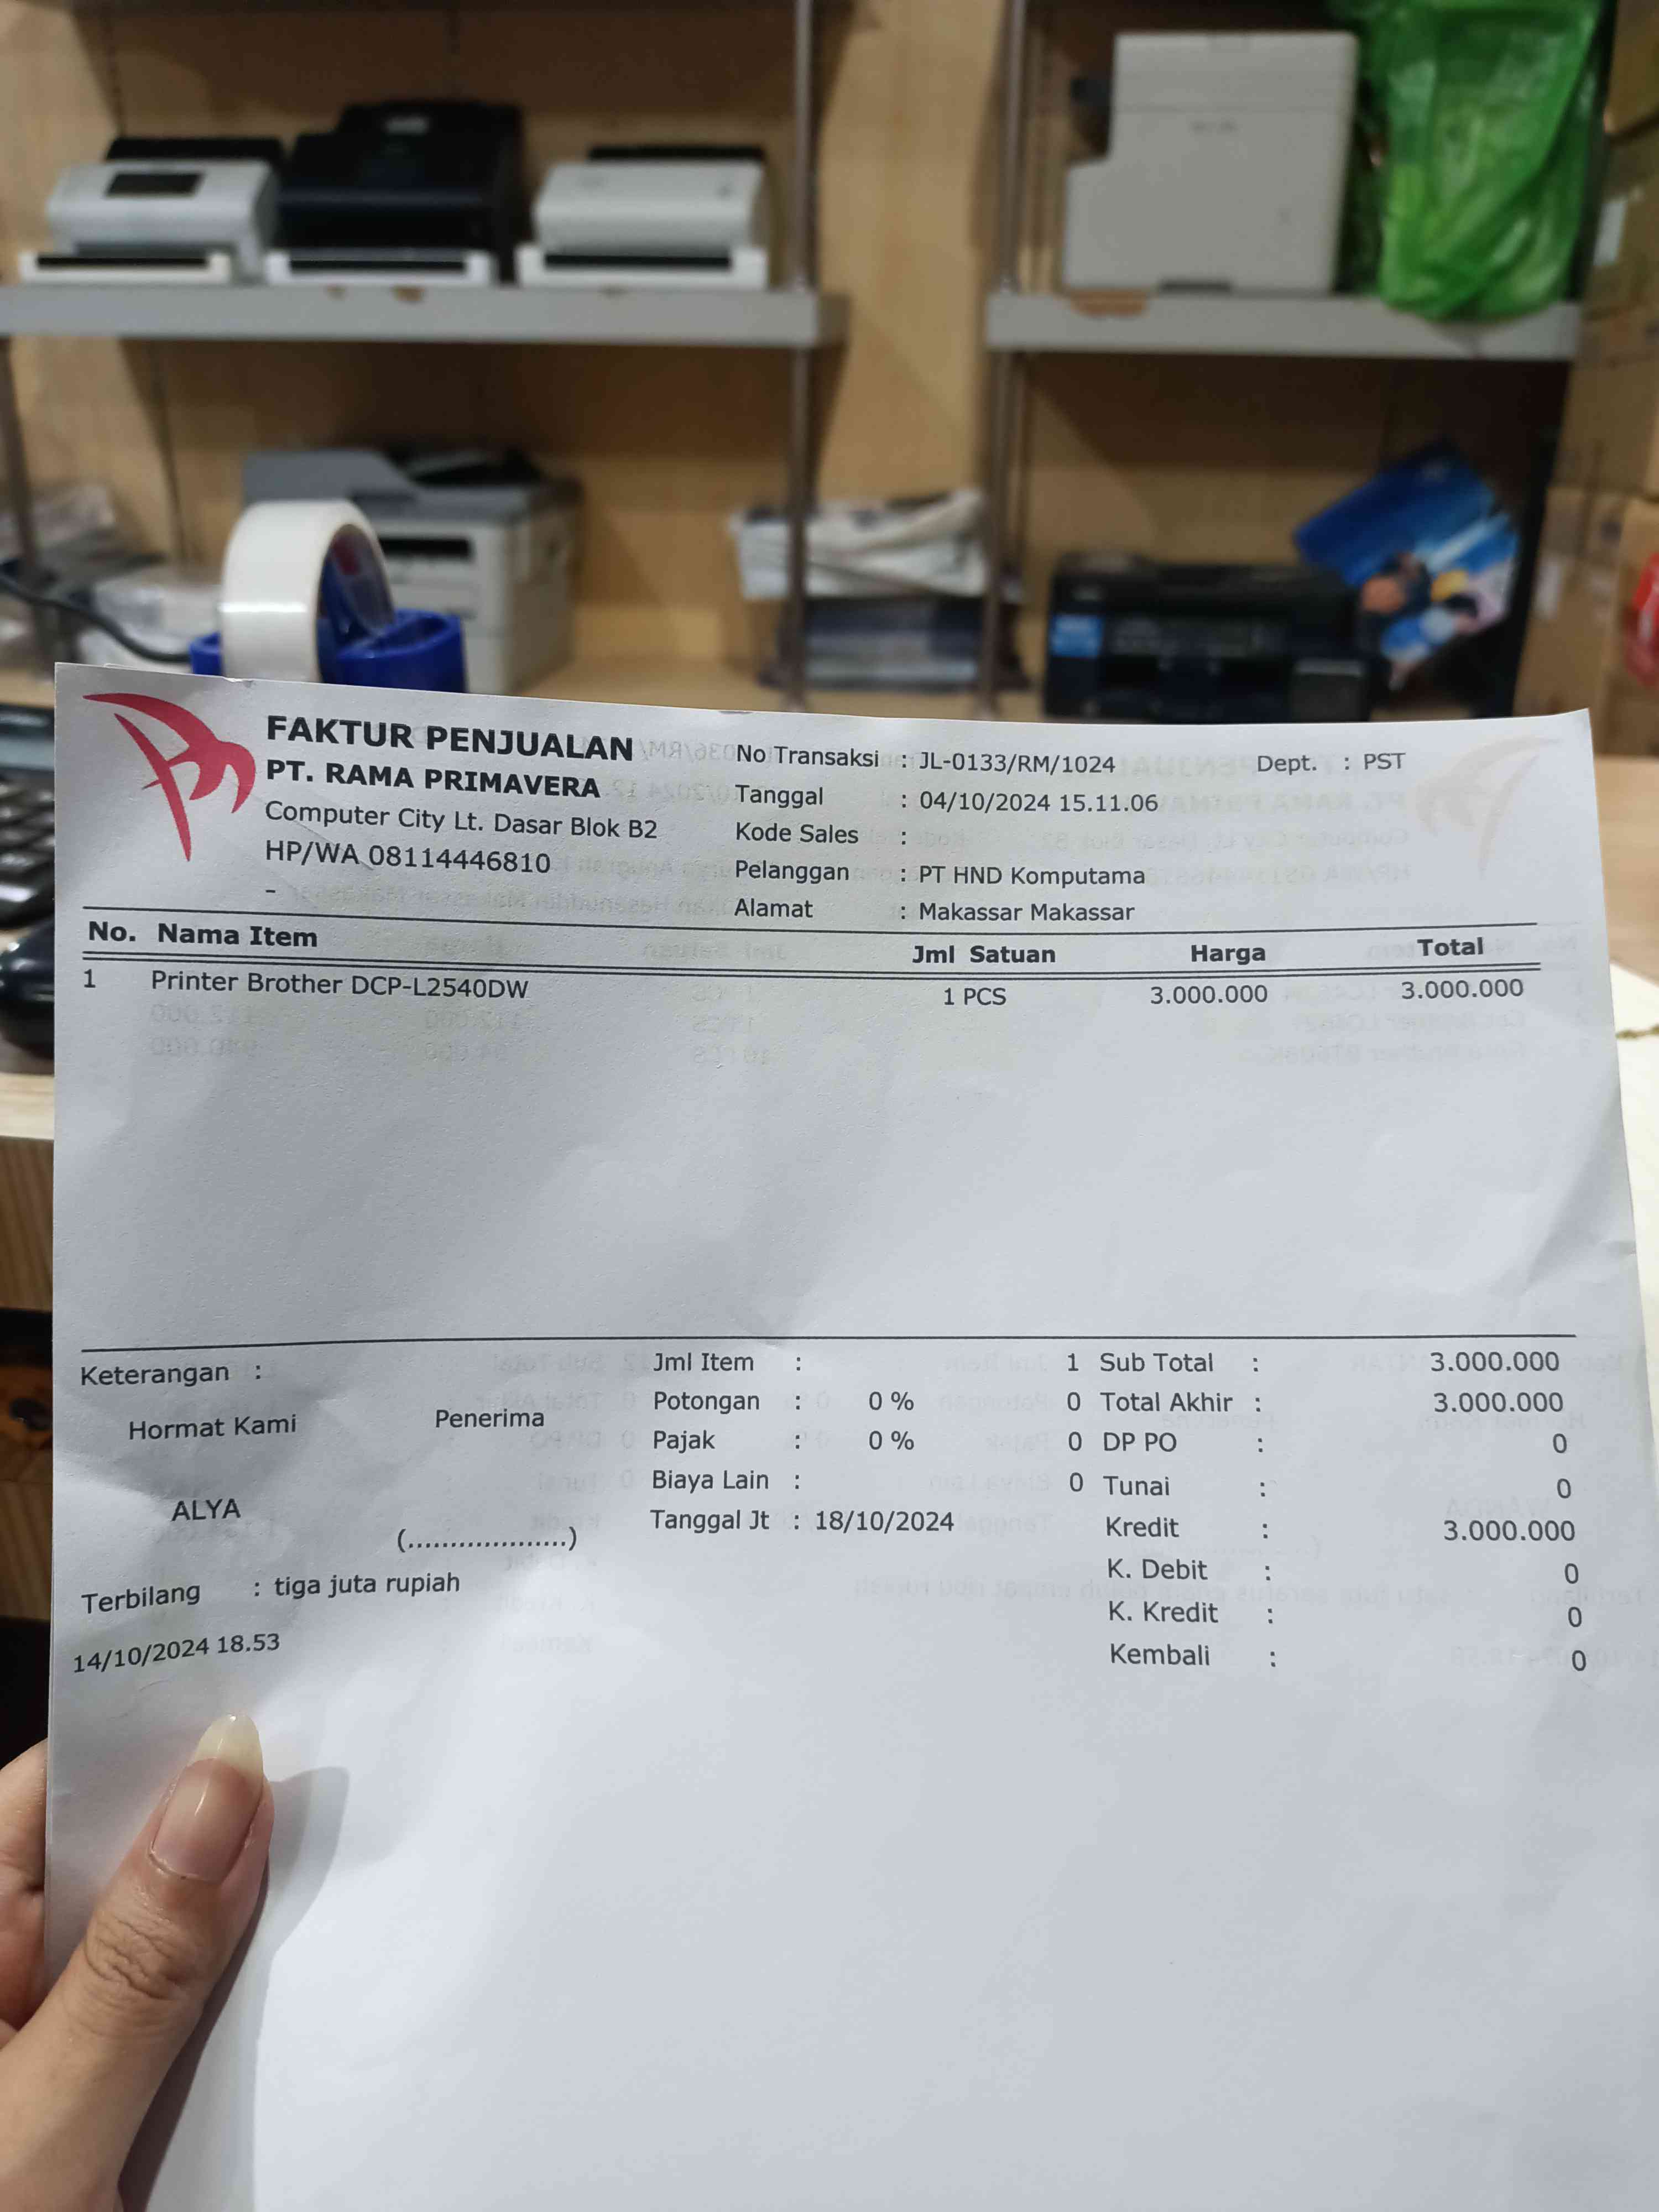 FAKTUR PENJUALAN
PT. RAMA PRIMAVERA
Computer City Lt. Dasar Blok B2
HP/WA 08114446810
-
No Transaksi : JL-0133/RM/1024 Dept. : PST
Tanggal : 04/10/2024 15.11.06
Kode Sales :
Pelanggan : PT HND Komputama
Alamat : Makassar Makassar
No. Nama Item Jml Satuan Harga Total
1 Printer Brother DCP-L2540DW 1 PCS 3.000.000 3.000.000
Keterangan :
Hormat Kami Penerima
ALYA
(...................)
Jml Item : 1
Potongan : 0 % 0
Pajak : 0 % 0
Biaya Lain : 0
Tanggal Jt : 18/10/2024
Sub Total : 3.000.000
Total Akhir : 3.000.000
DP PO : 0
Tunai : 0
Kredit : 3.000.000
K. Debit : 0
K. Kredit : 0
Kembali : 0
Terbilang : tiga juta rupiah
14/10/2024 18.53